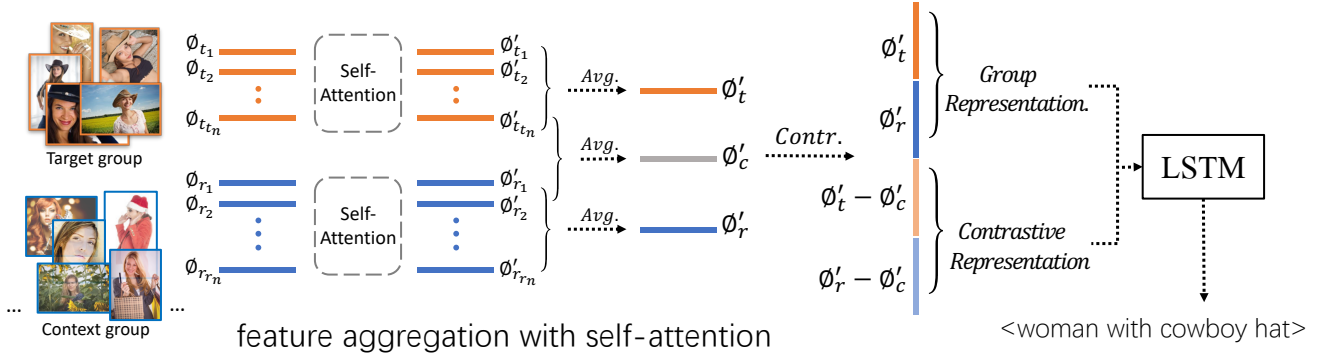 Target group
Context group
...
...
∅t1
∅t2
∅ttn
∅r1
∅r2
∅rrn
Self-
Attention
Self-
Attention
∅′t1
∅′t2
∅′ttn
∅′r1
∅′r2
∅′rrn
Avg.
Avg.
Avg.
∅′t
∅′c
∅′r
Contr.
∅′t
∅′r
∅′t − ∅′c
∅′r − ∅′c
Group
Representation.
Contrastive
Representation
LSTM
<woman with cowboy hat>
feature aggregation with self-attention